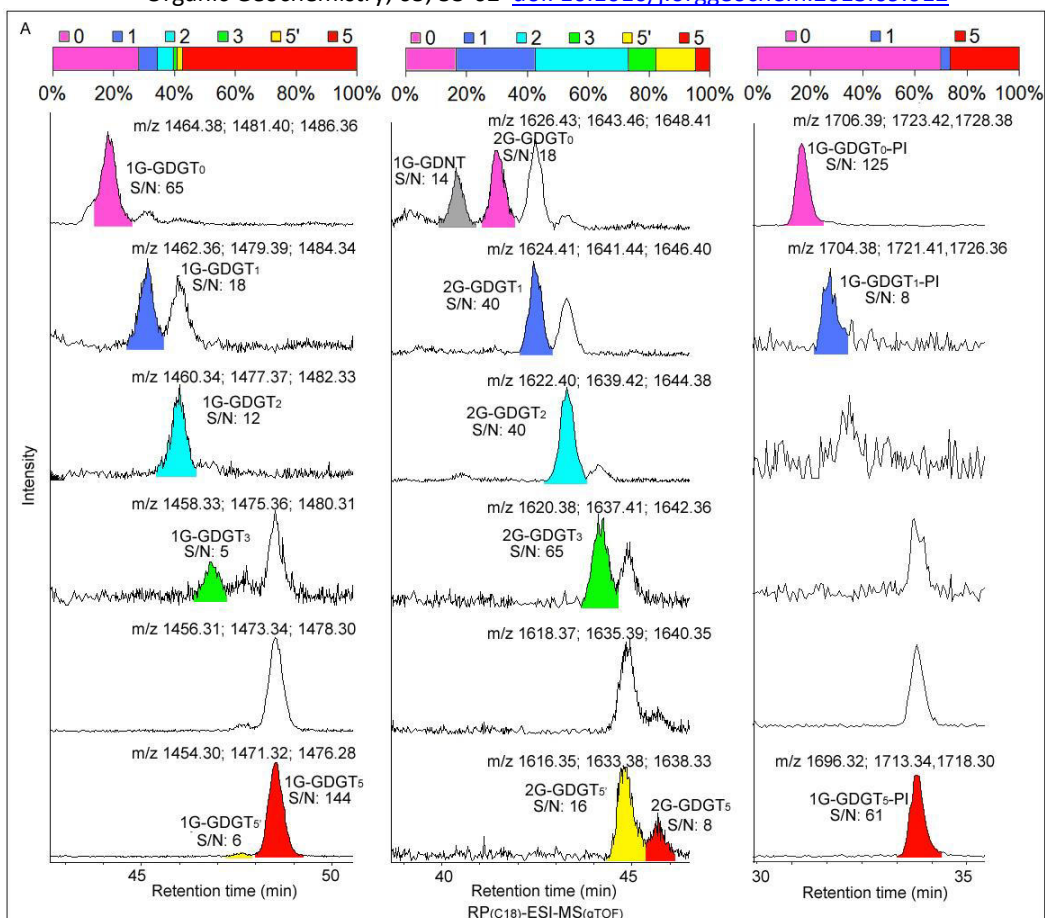 Organic Geochemistry, 65, 53-62 doi: 10.1016/j.orggeochem.2013.09.012
A
0 1 2 3 5' 5
0% 20% 40% 60% 80% 100%
m/z 1464.38; 1481.40; 1486.36
1G-GDGT0
S/N: 65
m/z 1462.36; 1479.39; 1484.34
1G-GDGT1
S/N: 18
m/z 1460.34; 1477.37; 1482.33
1G-GDGT2
S/N: 12
m/z 1458.33; 1475.36; 1480.31
1G-GDGT3
S/N: 5
m/z 1456.31; 1473.34; 1478.30
m/z 1454.30; 1471.32; 1476.28
1G-GDGT5
S/N: 144
1G-GDGT5'
S/N: 6
45 50
Retention time (min)
Intensity
0 1 2 3 5' 5
0% 20% 40% 60% 80% 100%
m/z 1626.43; 1643.46; 1648.41
1G-GDNT
S/N: 14
2G-GDGT0
S/N: 18
m/z 1624.41; 1641.44; 1646.40
2G-GDGT1
S/N: 40
m/z 1622.40; 1639.42; 1644.38
2G-GDGT2
S/N: 40
m/z 1620.38; 1637.41; 1642.36
2G-GDGT3
S/N: 65
m/z 1618.37; 1635.39; 1640.35
m/z 1616.35; 1633.38; 1638.33
2G-GDGT5'
S/N: 16
2G-GDGT5
S/N: 8
40 45
Retention time (min)
RP(C18)-ESI-MS(qTOF)
0 1 5
0% 20% 40% 60% 80% 100%
m/z 1706.39; 1723.42,1728.38
1G-GDGT0-PI
S/N: 125
m/z 1704.38; 1721.41,1726.36
1G-GDGT1-PI
S/N: 8
m/z 1696.32; 1713.34,1718.30
1G-GDGT5-PI
S/N: 61
30 35
Retention time (min)